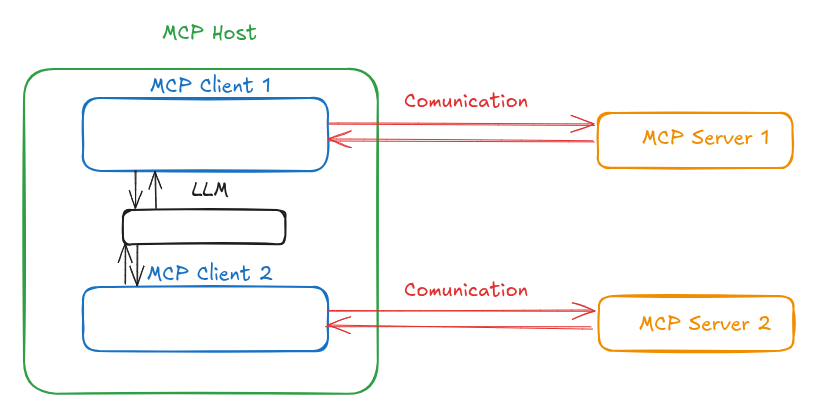 MCP Host
MCP Client 1
Comunication
MCP Server 1
LLM
MCP Client 2
Comunication
MCP Server 2